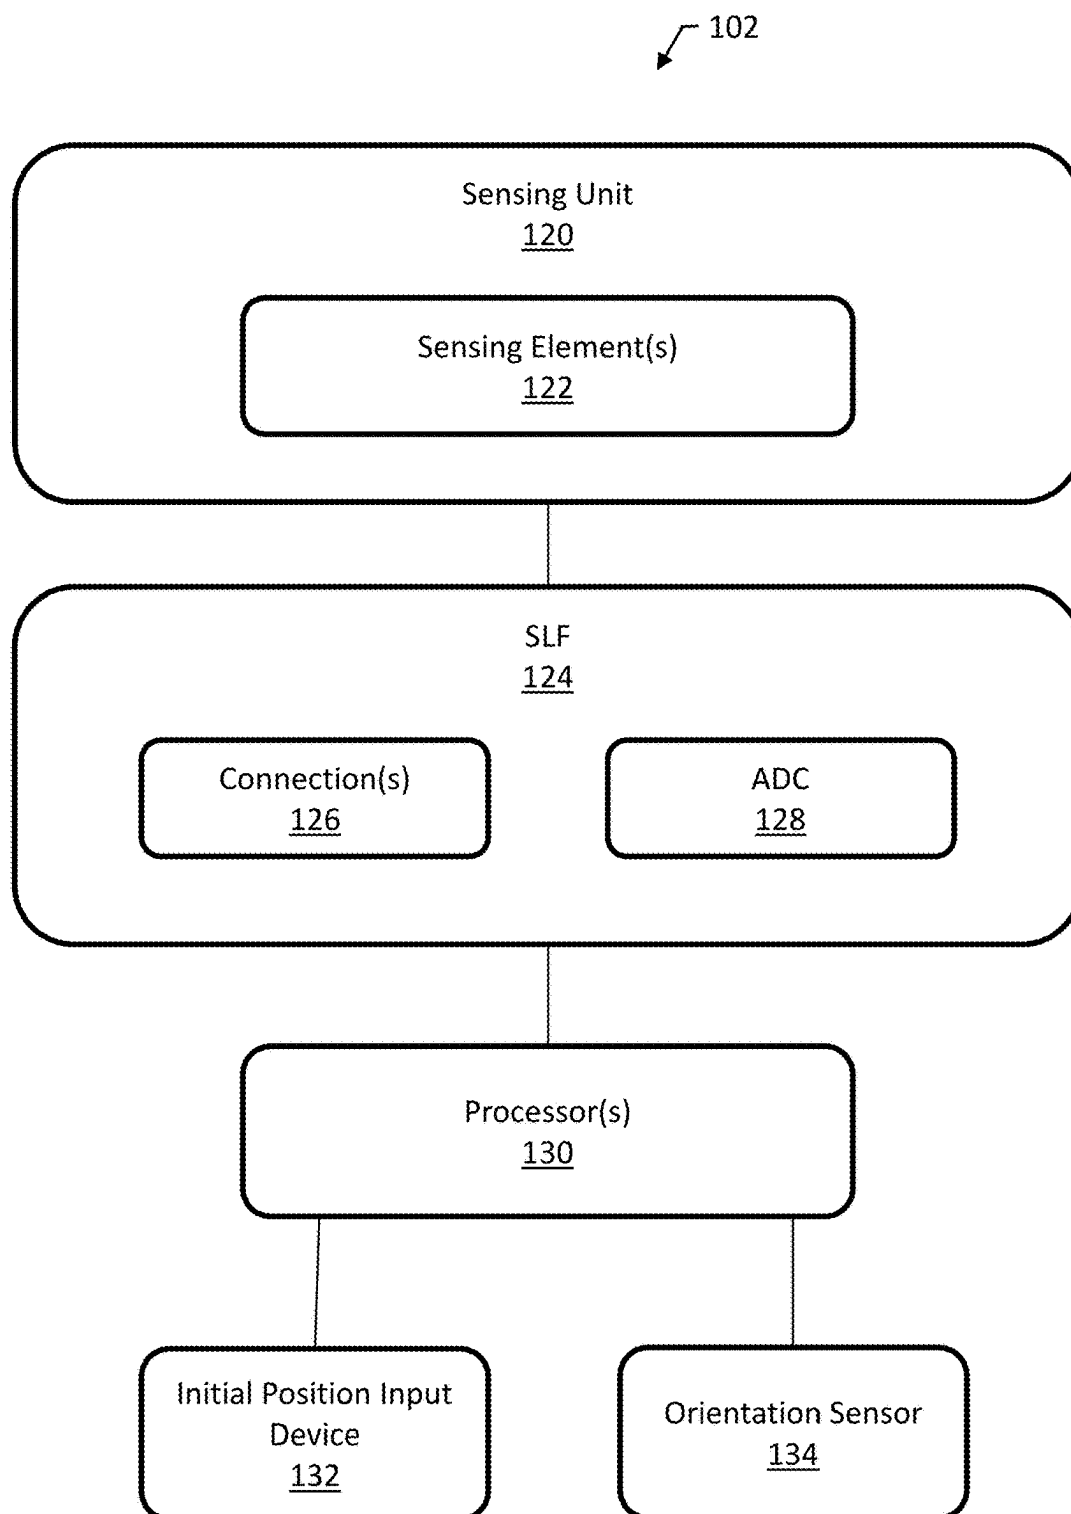 102
Sensing Unit
120
Sensing Element(s)
122
SLF
124
Connection(s)
126
ADC
128
Processor(s)
130
Initial Position Input
Device
132
Orientation Sensor
134